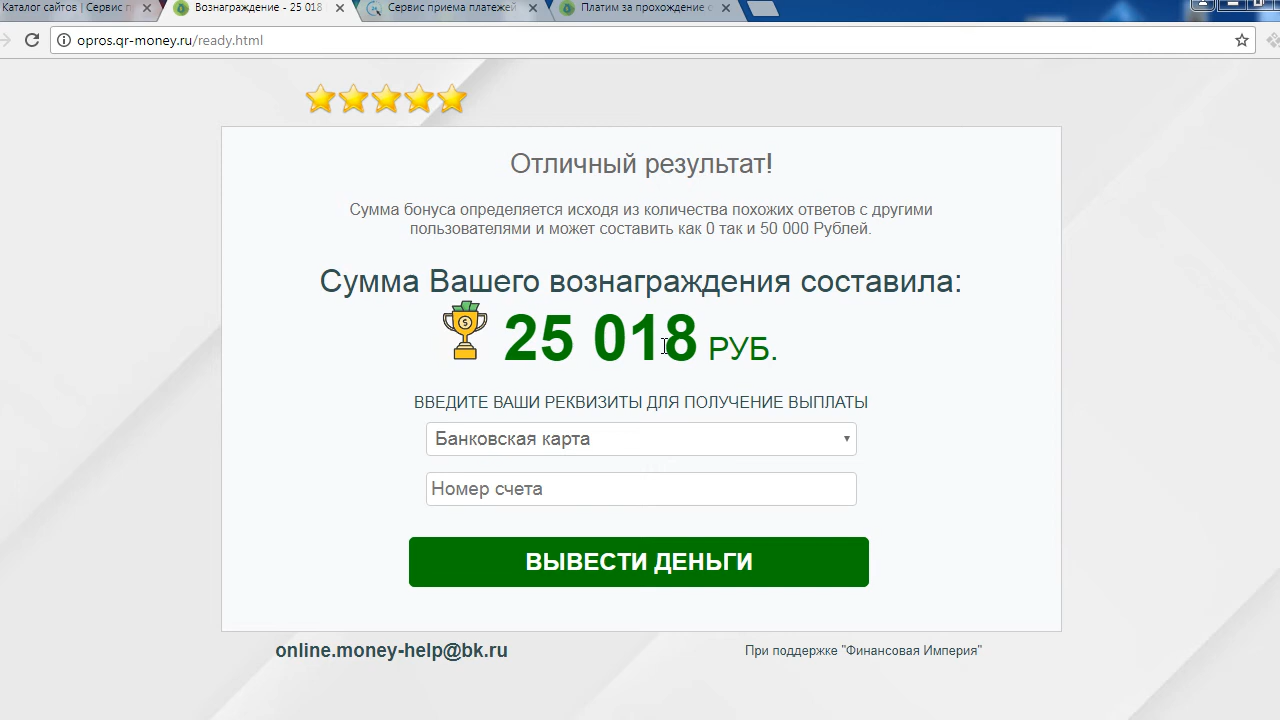 Каталог сайтов | Сервис п
Вознаграждение - 25 018
Сервис приема платежей
Платим за прохождение о
opros.qr-money.ru/ready.html
Отличный результат!
Сумма бонуса определяется исходя из количества похожих ответов с другими
пользователями и может составить как 0 так и 50 000 Рублей.
Сумма Вашего вознаграждения составила:
25 018 РУБ.
ВВЕДИТЕ ВАШИ РЕКВИЗИТЫ ДЛЯ ПОЛУЧЕНИЕ ВЫПЛАТЫ
Банковская карта
Номер счета
ВЫВЕСТИ ДЕНЬГИ
online.money-help@bk.ru
При поддержке "Финансовая Империя"